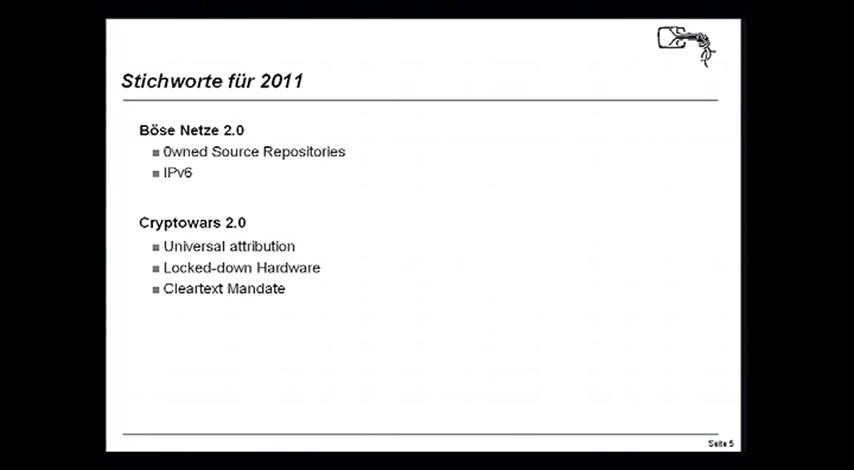 Stichworte für 2011
Böse Netze 2.0
0wned Source Repositories
IPv6
Cryptowars 2.0
Universal attribution
Locked-down Hardware
Cleartext Mandate
Seite 5